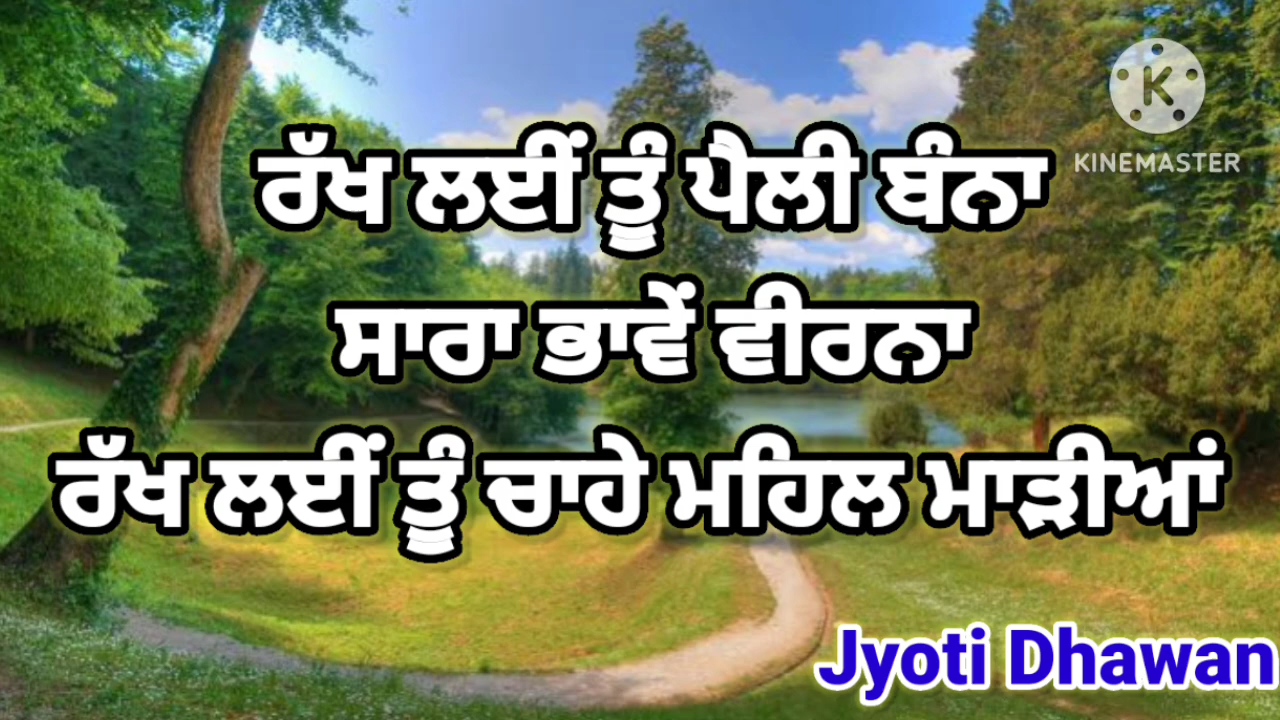 KINEMASTER
ਰੱਖ ਲਈਂ ਤੂੰ ਪੈਲੀ ਬੰਨਾ
ਸਾਰਾ ਭਾਵੇਂ ਵੀਰਨਾ
ਰੱਖ ਲਈਂ ਤੂੰ ਚਾਹੇ ਮਹਿਲ ਮਾੜੀਆਂ
Jyoti Dhawan